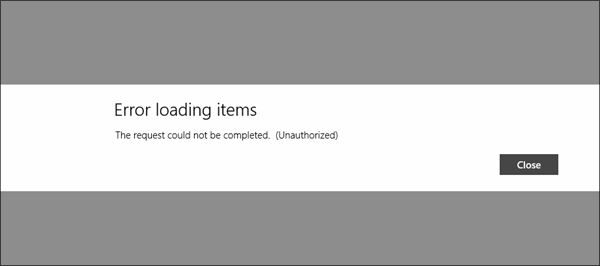 Error loading items
The request could not be completed.  (Unauthorized)
Close